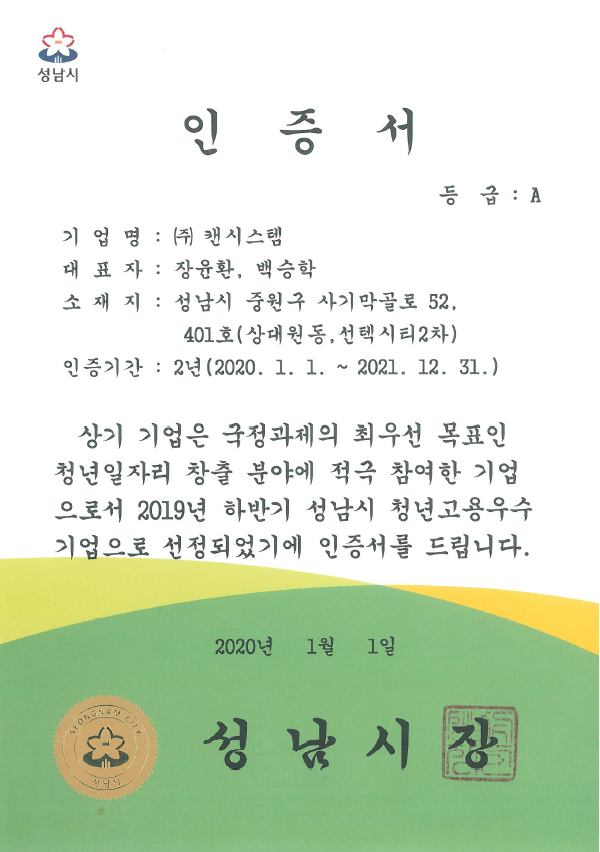 성남시
인 증 서
등 급 : A
기 업 명 : ㈜ 캔시스템
대 표 자 : 장윤환, 백승학
소 재 지 : 성남시 중원구 사기막골로 52,
401호(상대원동,선텍시티2차)
인증기간 : 2년(2020. 1. 1. ~ 2021. 12. 31.)
상기 기업은 국정과제의 최우선 목표인
청년일자리 창출 분야에 적극 참여한 기업
으로서 2019년 하반기 성남시 청년고용우수
기업으로 선정되었기에 인증서를 드립니다.
2020년 1월 1일
SEONGNAM CITY
성남시
성 남 시 장